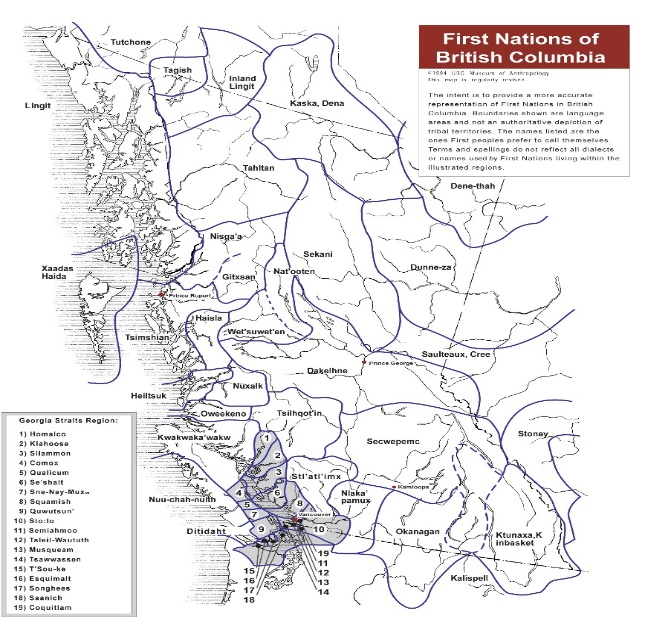 First Nations of
British Columbia
©1994 UBC Museum of Anthropology
This map is regularly revised
The intent is to provide a more accurate
representation of First Nations in British
Columbia. Boundaries shown are language
areas and not an authoritative depiction of
tribal territories. The names listed are the
ones First peoples prefer to call themselves.
Terms and spellings do not reflect all dialects
or names used by First Nations living within the
illustrated regions.
Tutchone
Tagish
Inland
Lingit
Lingit
Kaska, Dena
Tahltan
Dene-thah
Nisga'a
Sekani
Gitxsan
Nat'ooten
Dunne-za
Xaadas
Haida
Prince Rupert
Haisla
Tsimshian
Wet'suwet'en
Saulteaux, Cree
Dakelhne
Prince George
Nuxalk
Heiltsuk
Oweekeno
Tsilhqot'in
Kwakwaka'wakw
Secwepemc
Stoney
Stl'atl'imx
Nuu-chah-nulth
Nlaka'
pamux
Kamloops
Vancouver
Ditidaht
Okanagan
Ktunaxa,K
inbasket
Kalispell
1
2
3
4
5
6
7
8
9
10
19
11
12
13
14
15
16
17
18
Georgia Straits Region:
1) Homalco
2) Klahoose
3) Sliammon
4) Comox
5) Qualicum
6) Se'shalt
7) Sne-Nay-Mux
8) Squamish
9) Quwutsun'
10) Sto:lo
11) Semiahmoo
12) Tsleil-Waututh
13) Musqueam
14) Tsawwassen
15) T'Sou-ke
16) Esquimalt
17) Songhees
18) Saanich
19) Coquitlam